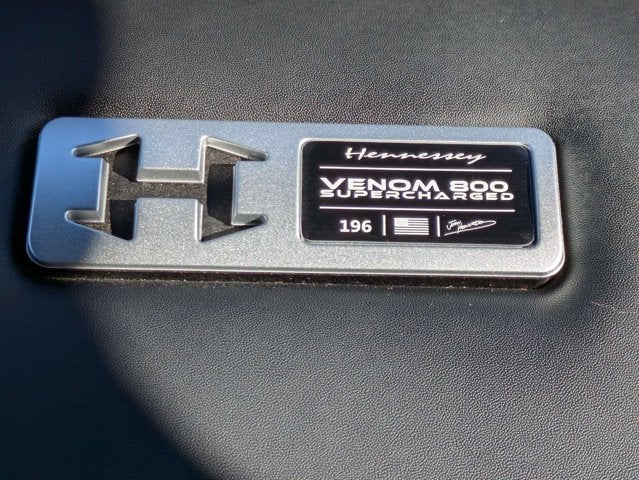 H
Hennessey
VENOM 800
SUPERCHARGED
196